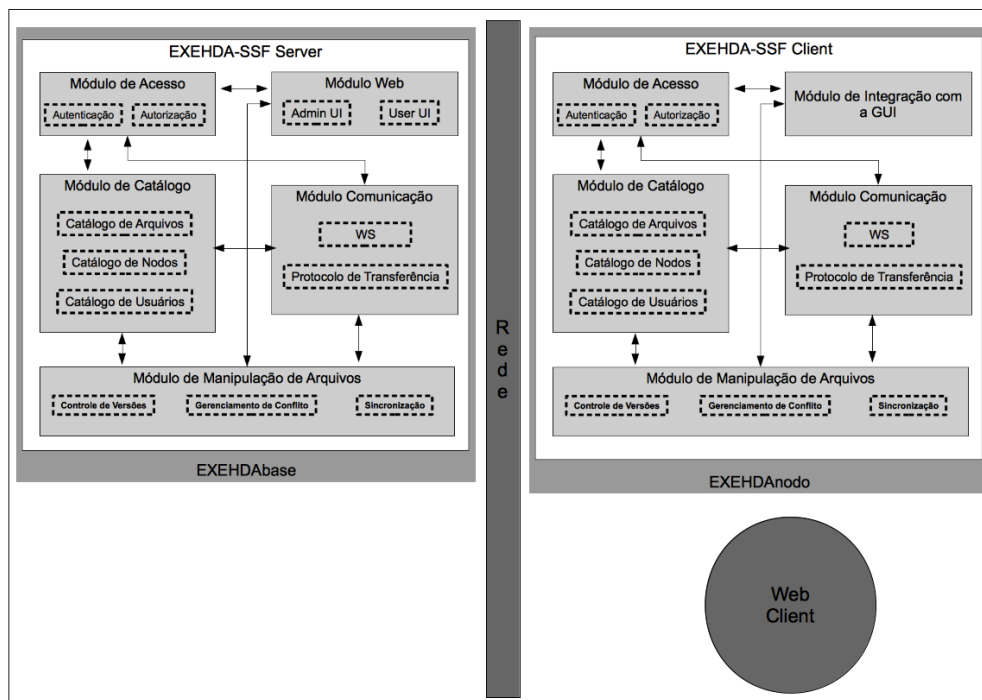 EXEHDA-SSF Server
Módulo de Acesso
Autenticação
Autorização
Módulo Web
Admin UI
User UI
Módulo de Catálogo
Catálogo de Arquivos
Catálogo de Nodos
Catálogo de Usuários
Módulo Comunicação
WS
Protocolo de Transferência
Módulo de Manipulação de Arquivos
Controle de Versões
Gerenciamento de Conflito
Sincronização
EXEHDAbase
R
e
d
e
EXEHDA-SSF Client
Módulo de Acesso
Autenticação
Autorização
Módulo de Integração com
a GUI
Módulo de Catálogo
Catálogo de Arquivos
Catálogo de Nodos
Catálogo de Usuários
Módulo Comunicação
WS
Protocolo de Transferência
Módulo de Manipulação de Arquivos
Controle de Versões
Gerenciamento de Conflito
Sincronização
EXEHDAnodo
Web
Client